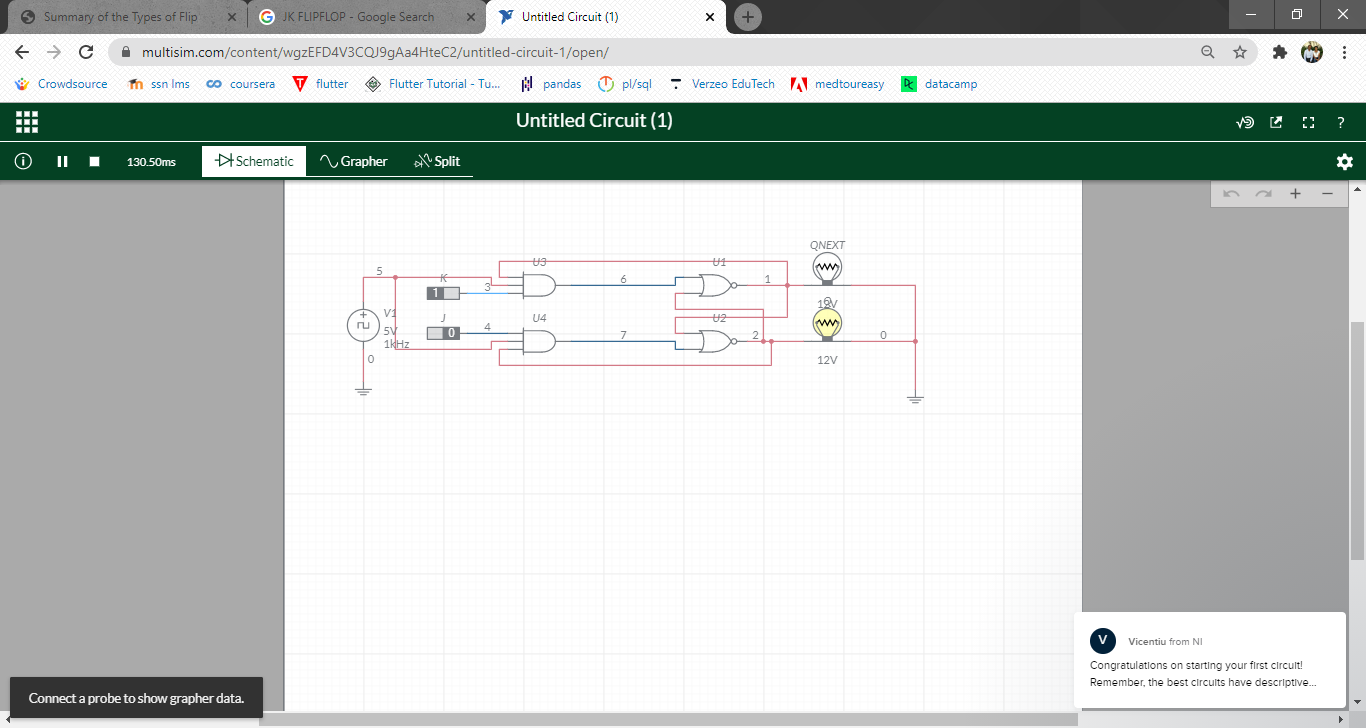 Summary of the Types of Flip
JK FLIPFLOP - Google Search
Untitled Circuit (1)
multisim.com/content/wgzEFD4V3CQJ9gAa4HteC2/untitled-circuit-1/open/
Crowdsource
ssn lms
coursera
flutter
Flutter Tutorial - Tu...
pandas
pl/sql
Verzeo EduTech
medtoureasy
datacamp
Untitled Circuit (1)
130.50ms
Schematic
Grapher
Split
QNEXT
U3
U1
5
K
1
3
6
1
12V
V1
5V
1kHz
J
0
4
U4
7
U2
2
Q
0
0
12V
V
Vicentiu from NI
Congratulations on starting your first circuit!
Remember, the best circuits have descriptive...
Connect a probe to show grapher data.